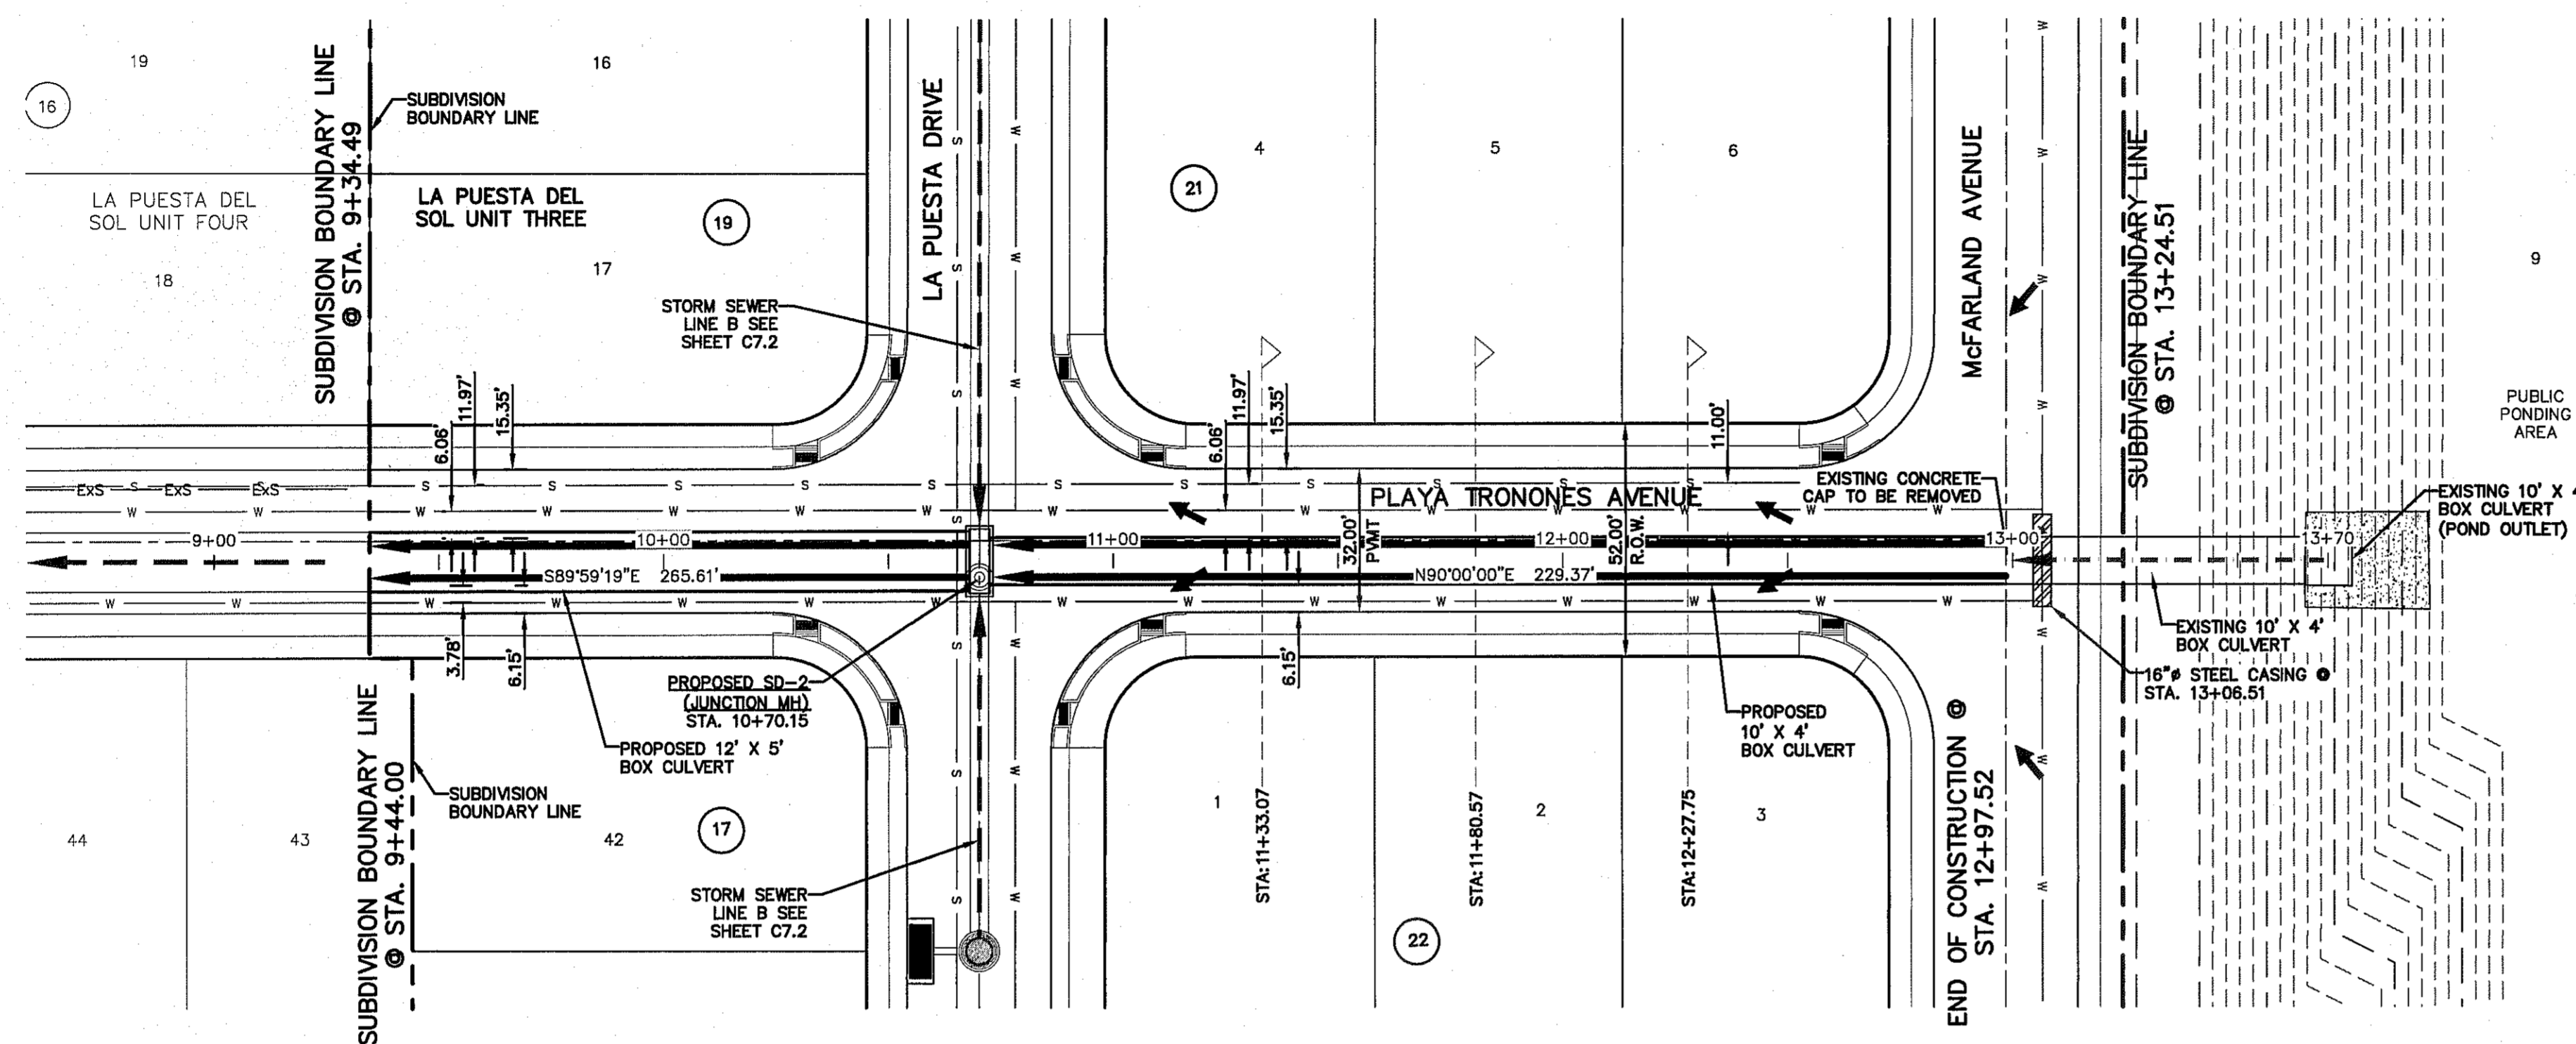 19
16
16
SUBDIVISION BOUNDARY LINE
@ STA. 9+34.49
SUBDIVISION
BOUNDARY LINE
LA PUESTA DEL
SOL UNIT FOUR
LA PUESTA DEL
SOL UNIT THREE
19
18
17
STORM SEWER
LINE B SEE
SHEET C7.2
LA PUESTA DRIVE
21
4
5
6
McFARLAND AVENUE
SUBDIVISION BOUNDARY LINE
@ STA. 13+24.51
9
PUBLIC
PONDING
AREA
6.06'
11.97'
15.35'
6.06'
11.97'
15.35'
11.00'
PLAYA TRONONES AVENUE
EXISTING CONCRETE
CAP TO BE REMOVED
EXISTING 10' X 4'
BOX CULVERT
(POND OUTLET)
ExS S ExS ExS S S S S S S S S S S
W W W W W W W W W W W W W
9+00
10+00
11+00
12+00
13+00
13+70
32.00'
PVMT
52.00'
R.O.W.
S89°59'19"E 265.61'
N90°00'00"E 229.37'
W W W W W W W W W W W W W W W
3.78'
6.15'
6.15'
EXISTING 10' X 4'
BOX CULVERT
16"ø STEEL CASING @
STA. 13+06.51
PROPOSED SD-2
(JUNCTION MH)
STA. 10+70.15
PROPOSED 12' X 5'
BOX CULVERT
PROPOSED
10' X 4'
BOX CULVERT
SUBDIVISION BOUNDARY LINE
@ STA. 9+44.00
SUBDIVISION
BOUNDARY LINE
44
43
42
17
STORM SEWER
LINE B SEE
SHEET C7.2
1
STA:11+33.07
STA:11+80.57
2
STA:12+27.75
3
22
END OF CONSTRUCTION @
STA. 12+97.52